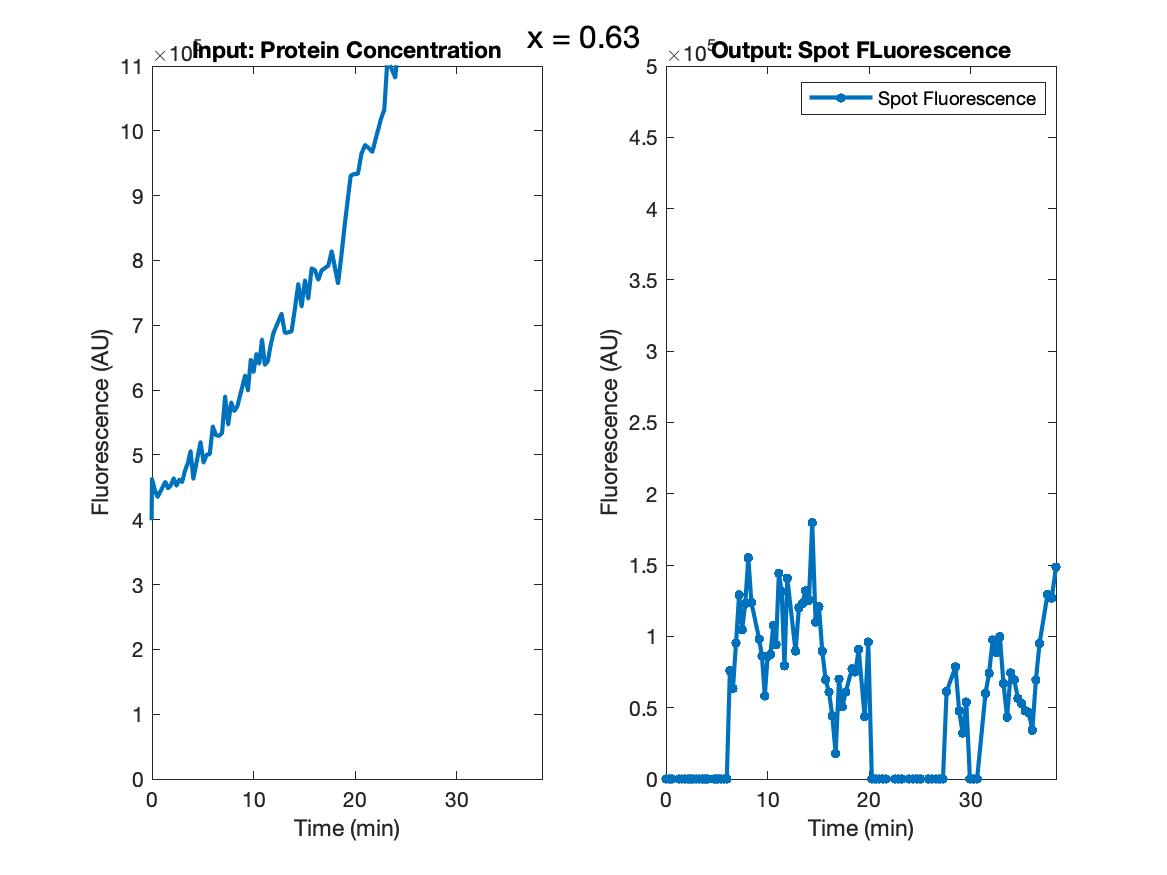 x = 0.63
×10⁵
Input: Protein Concentration
11
10
9
8
7
6
5
4
3
2
1
0
Fluorescence (AU)
0 10 20 30
Time (min)
×10⁵
Output: Spot FLuorescence
Spot Fluorescence
5
4.5
4
3.5
3
2.5
2
1.5
1
0.5
0
Fluorescence (AU)
0 10 20 30
Time (min)